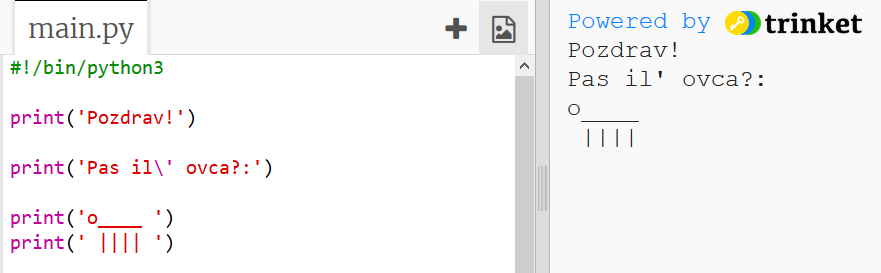 main.py
#!/bin/python3
print('Pozdrav!')
print('Pas il\' ovca?:')
print('o____ ')
print(' |||| ')
Powered by trinket
Pozdrav!
Pas il' ovca?:
o____
 ||||